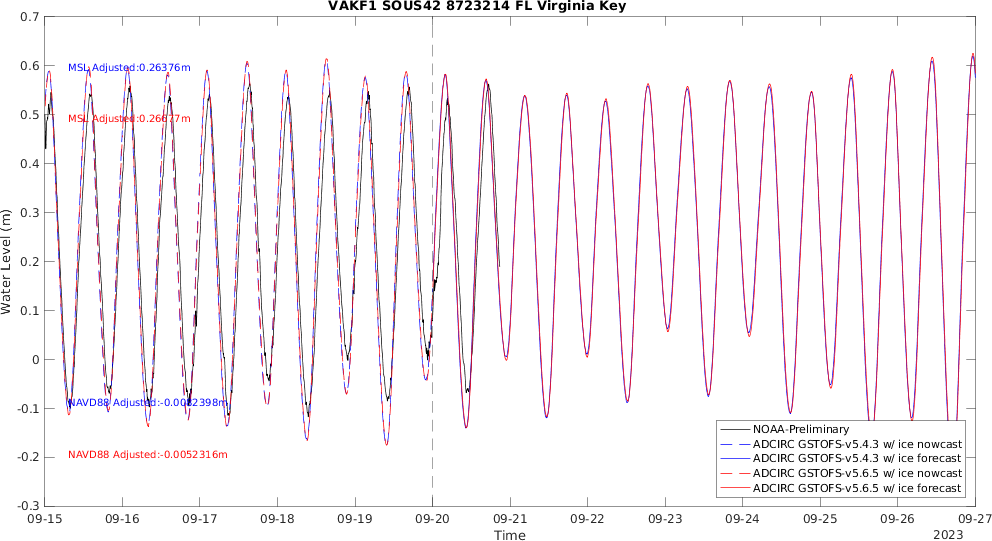 VAKF1 SOUS42 8723214 FL Virginia Key
0.7
0.6
0.5
0.4
0.3
0.2
0.1
0
-0.1
-0.2
-0.3
Water Level (m)
MSL Adjusted:0.26376m
MSL Adjusted:0.26677m
NAVD88 Adjusted:-0.0082398m
NAVD88 Adjusted:-0.0052316m
NOAA-Preliminary
ADCIRC GSTOFS-v5.4.3 w/ ice nowcast
ADCIRC GSTOFS-v5.4.3 w/ ice forecast
ADCIRC GSTOFS-v5.6.5 w/ ice nowcast
ADCIRC GSTOFS-v5.6.5 w/ ice forecast
09-15 09-16 09-17 09-18 09-19 09-20 09-21 09-22 09-23 09-24 09-25 09-26 09-27
Time
2023